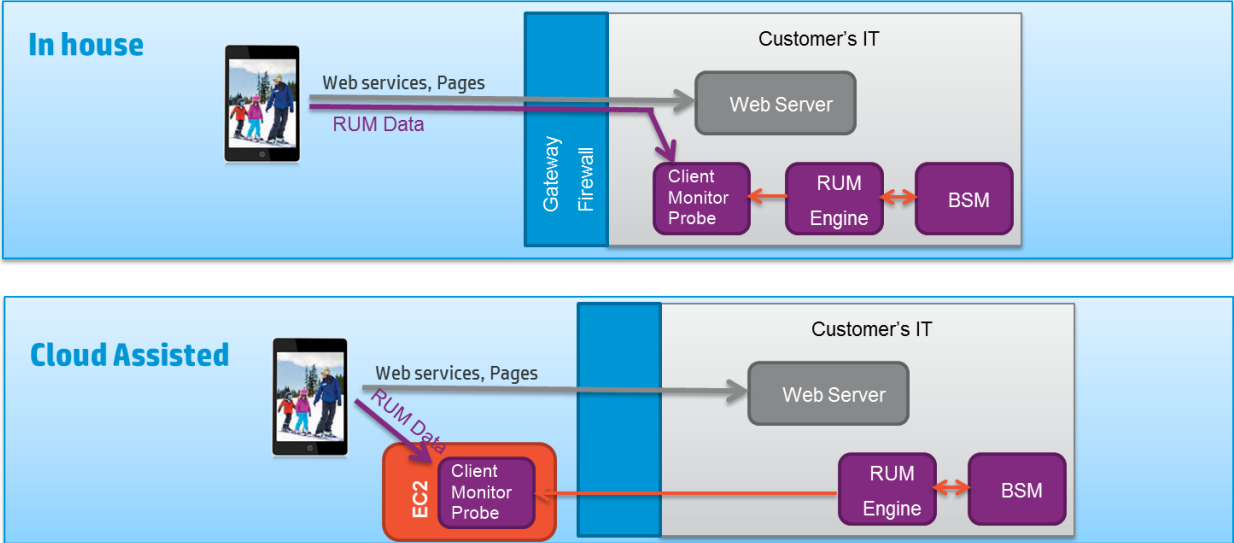 In house
Customer's IT
Web services, Pages
Web Server
RUM Data
Gateway
Firewall
Client
Monitor
Probe
RUM
Engine
BSM
Cloud Assisted
Customer's IT
Web services, Pages
Web Server
RUM Data
EC2
Client
Monitor
Probe
RUM
Engine
BSM